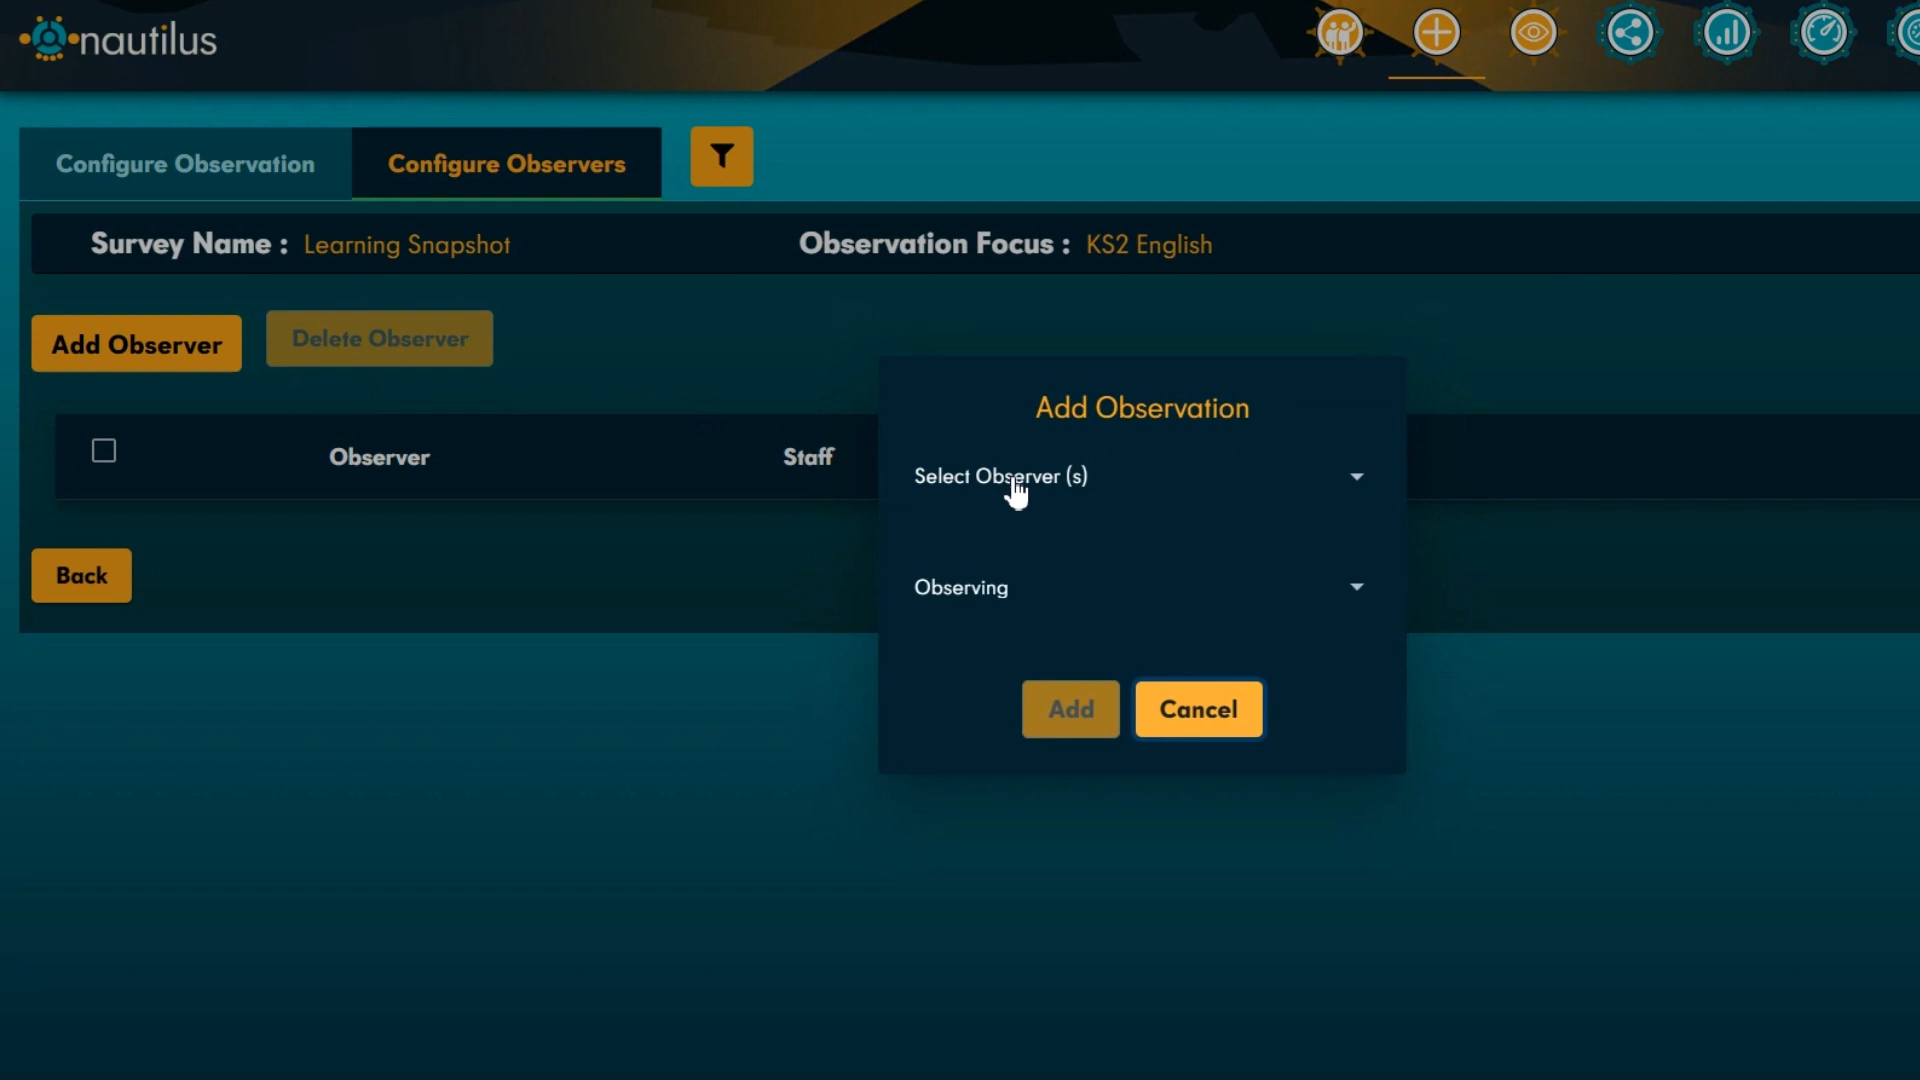 nautilus
Configure Observation
Configure Observers
Survey Name : Learning Snapshot
Observation Focus : KS2 English
Add Observer
Delete Observer
Observer
Staff
Back
Add Observation
Select Observer (s)
Observing
Add
Cancel